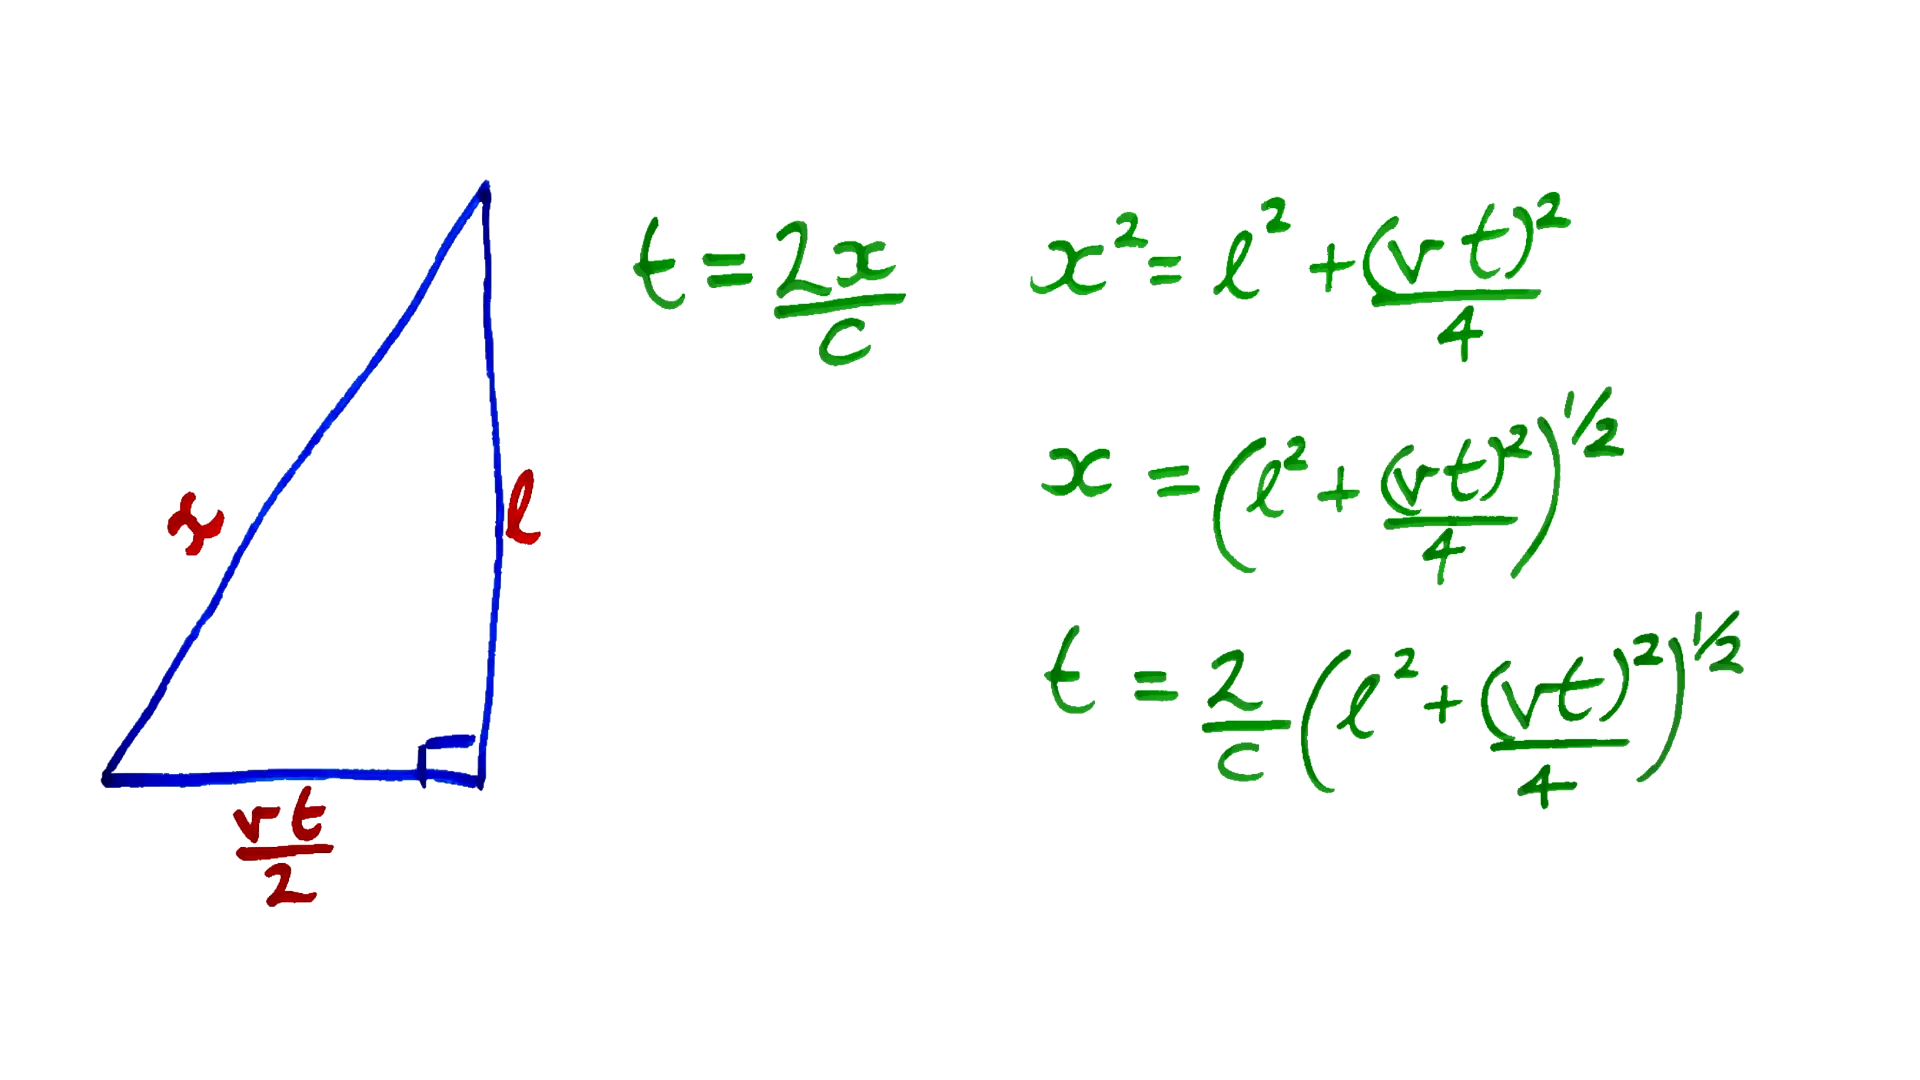 x
l
vt/2
t = 2x/c
x² = l² + (vt)²/4
x = (l² + (vt)²/4)^1/2
t = 2/c (l² + (vt)²/4)^1/2